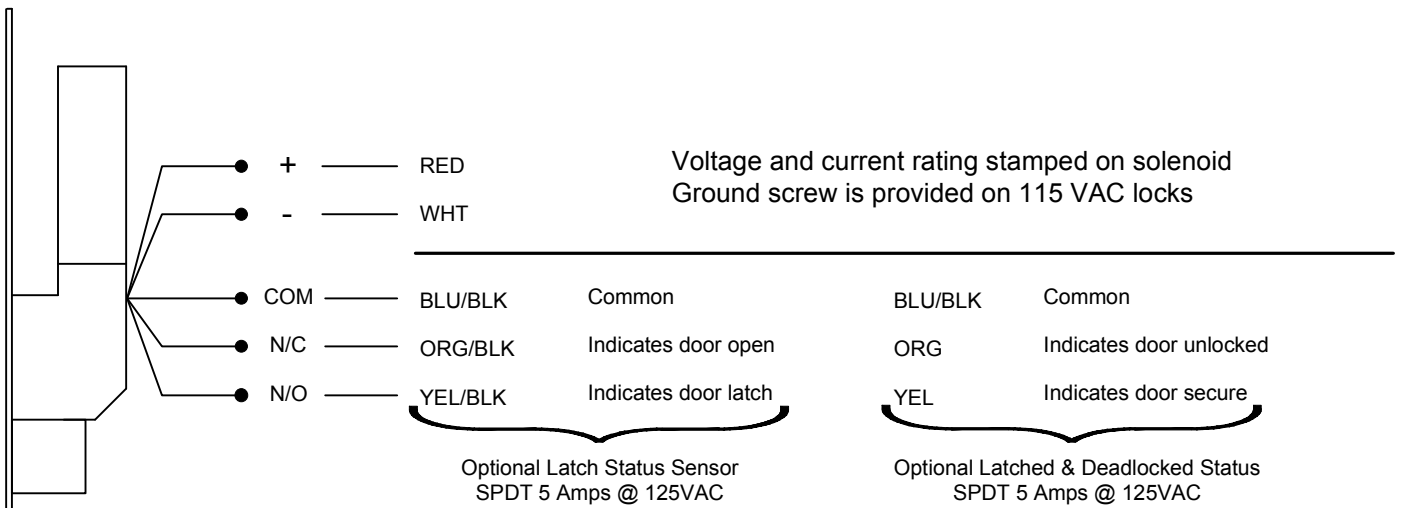 + RED
- WHT
Voltage and current rating stamped on solenoid
Ground screw is provided on 115 VAC locks
COM BLU/BLK Common BLU/BLK Common
N/C ORG/BLK Indicates door open ORG Indicates door unlocked
N/O YEL/BLK Indicates door latch YEL Indicates door secure
Optional Latch Status Sensor
SPDT 5 Amps @ 125VAC
Optional Latched & Deadlocked Status
SPDT 5 Amps @ 125VAC